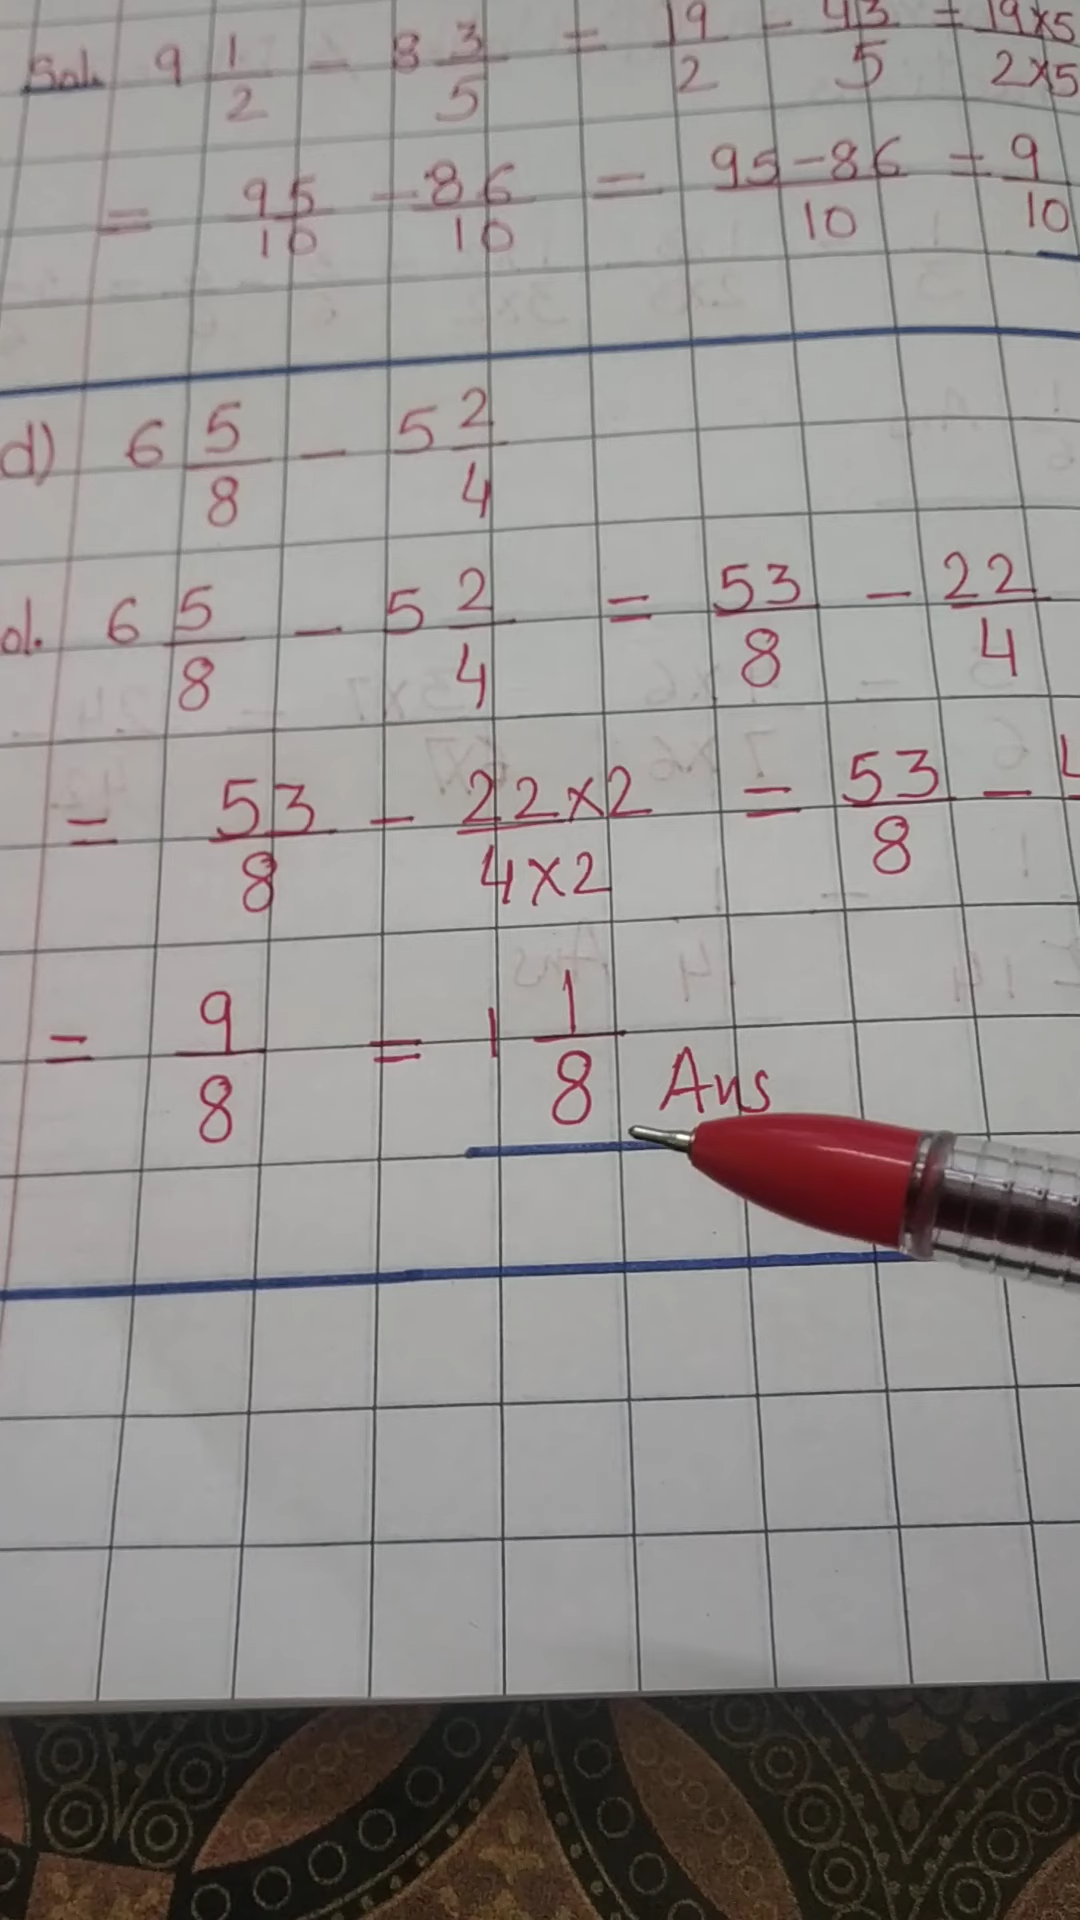 Sol. 9 1/2 - 8 3/5 = 19/2 - 43/5 = 19×5/2×5
= 95/10 - 86/10 = 95-86/10 = 9/10
d) 6 5/8 - 5 2/4
ol. 6 5/8 - 5 2/4 = 53/8 - 22/4
= 53/8 - 22×2/4×2 = 53/8 -
= 9/8 = 1 1/8 Ans